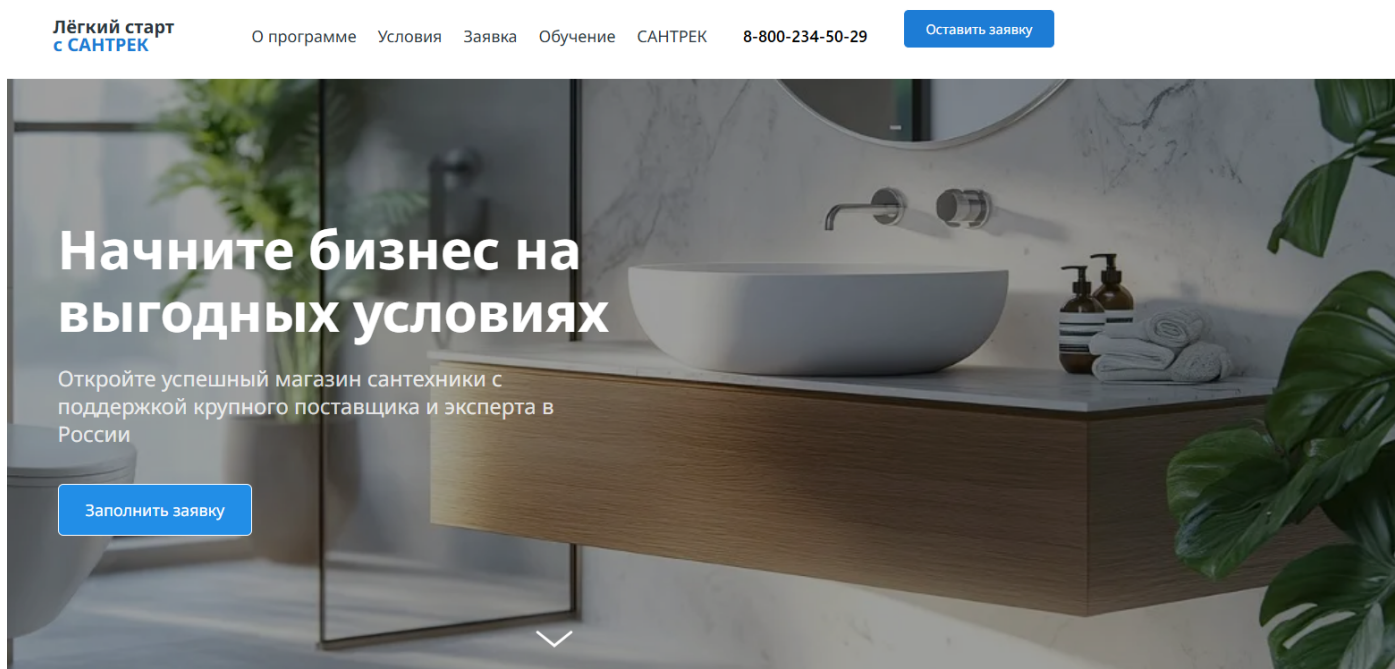 Лёгкий старт
с САНТРЕК
О программе Условия Заявка Обучение САНТРЕК 8-800-234-50-29 Оставить заявку
Начните бизнес на
выгодных условиях
Откройте успешный магазин сантехники с
поддержкой крупного поставщика и эксперта в
России
Заполнить заявку